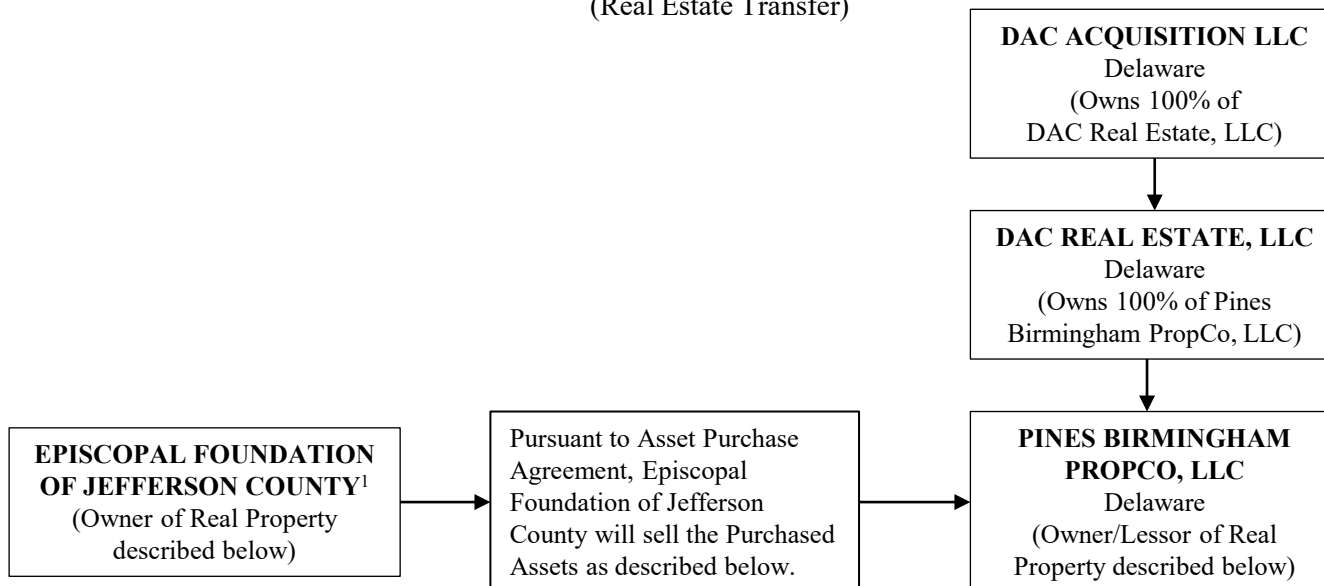 (Real Estate Transfer)
DAC ACQUISITION LLC
Delaware
(Owns 100% of
DAC Real Estate, LLC)
DAC REAL ESTATE, LLC
Delaware
(Owns 100% of Pines
Birmingham PropCo, LLC)
EPISCOPAL FOUNDATION
OF JEFFERSON COUNTY¹
(Owner of Real Property
described below)
Pursuant to Asset Purchase
Agreement, Episcopal
Foundation of Jefferson
County will sell the Purchased
Assets as described below.
PINES BIRMINGHAM
PROPCO, LLC
Delaware
(Owner/Lessor of Real
Property described below)